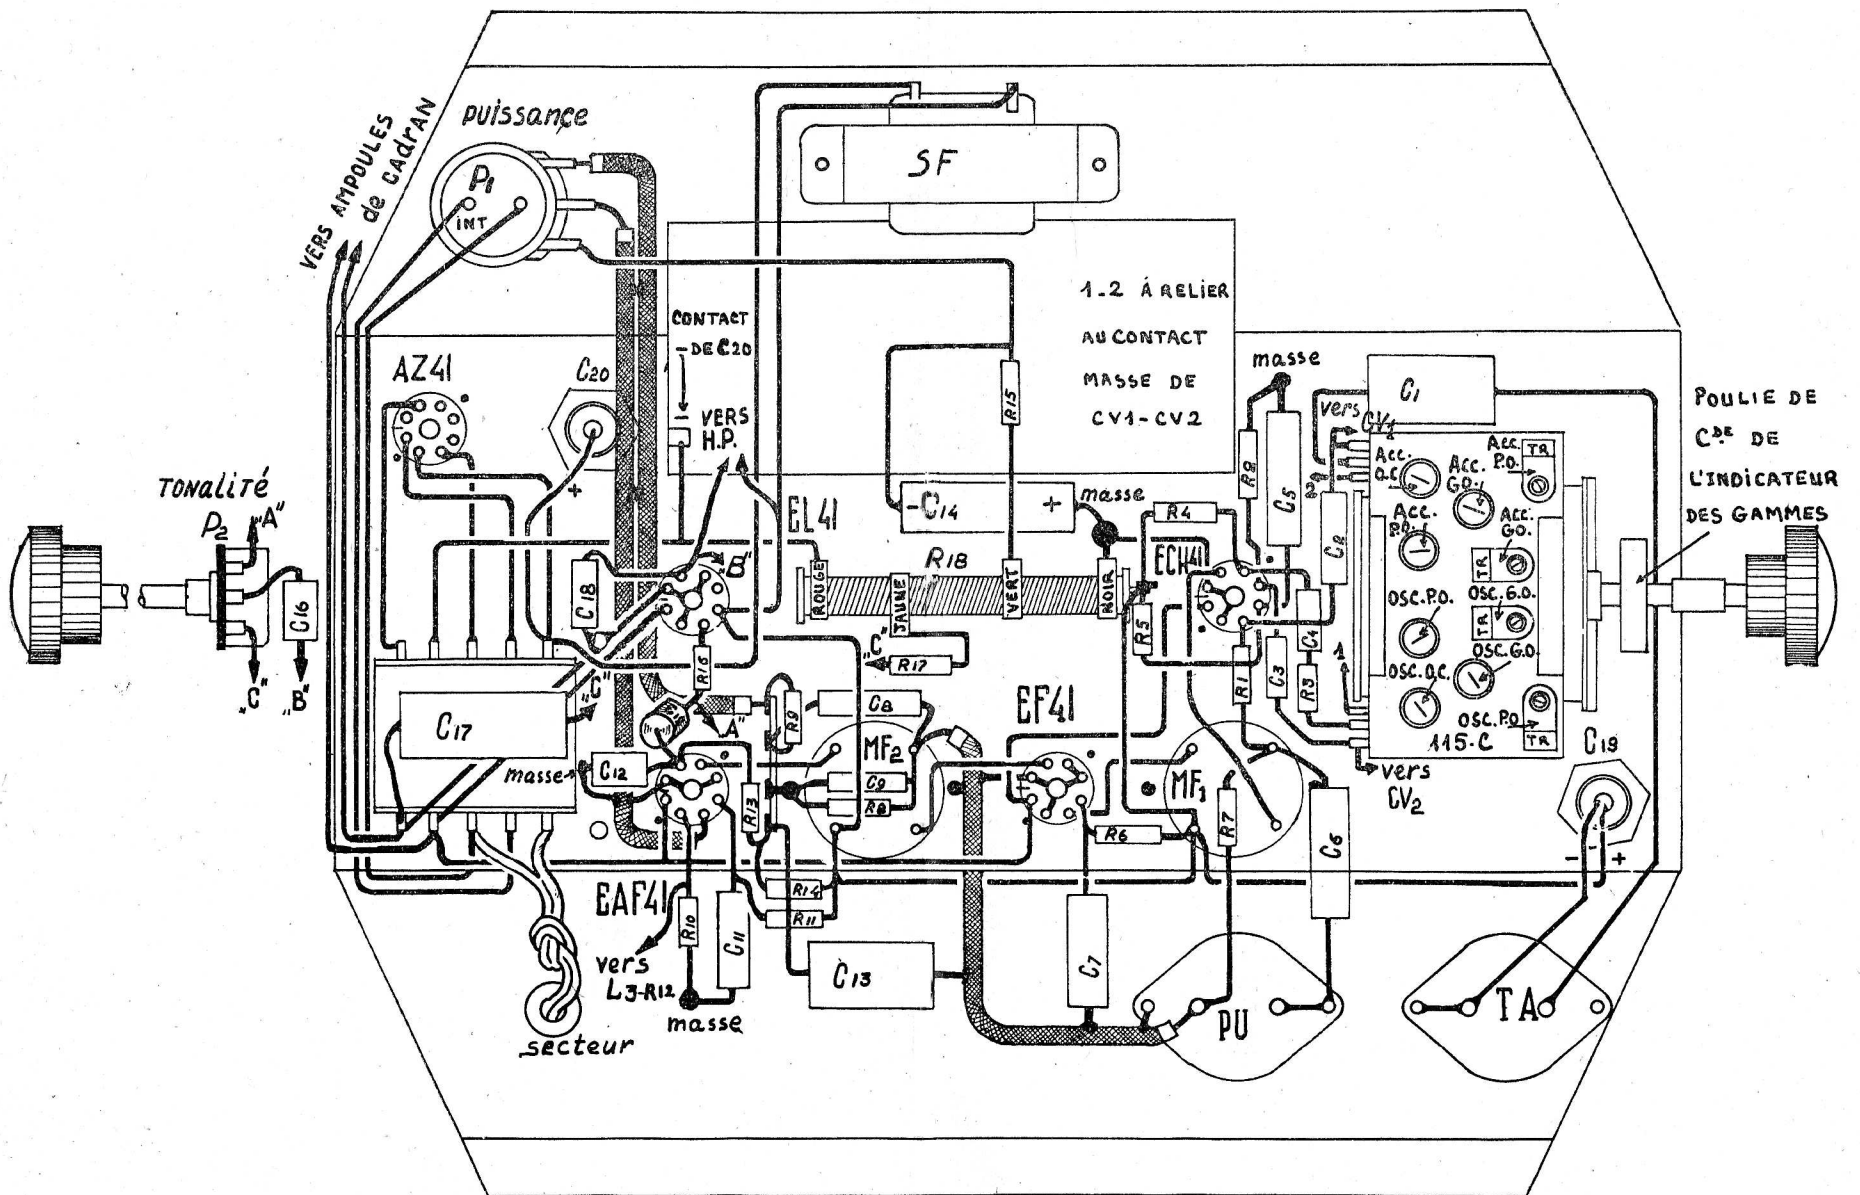 puissance
P1
INT
VERS AMPOULES
de CADRAN
SF
1-2 À RELIER
AU CONTACT
MASSE DE
CV1-CV2
CONTACT
- DE C20
VERS
H.P.
AZ41
C20
+
TONALITÉ
P2
"A"
"C"
"B"
C16
EL41
"B"
C18
R16
"C"
"A"
C17
masse
C12
R13
EAF41
R10
C11
vers
L3-R12
masse
secteur
R14
R11
C13
R9
C8
MF2
C9
R8
R15
- C14 +
masse
R18
ROUGE
JAUNE
VERT
NOIR
"C"
R17
EF41
R6
C7
ECH41
R4
R5
R2
C5
masse
R1
C3
C4
R3
MF1
R7
C6
PU
TA
C1
vers
CV1
2
C2
1
Acc.
O.C.
Acc.
G.O.
Acc.
P.O.
TR
Acc.
P.O.
Acc.
GO.
TR
OSC.P.O.
OSC.G.O.
TR
OSC.G.O.
OSC.O.C.
OSC.P.O
TR
115-C
vers
CV2
C19
- +
POULIE DE
CDE DE
L'INDICATEUR
DES GAMMES